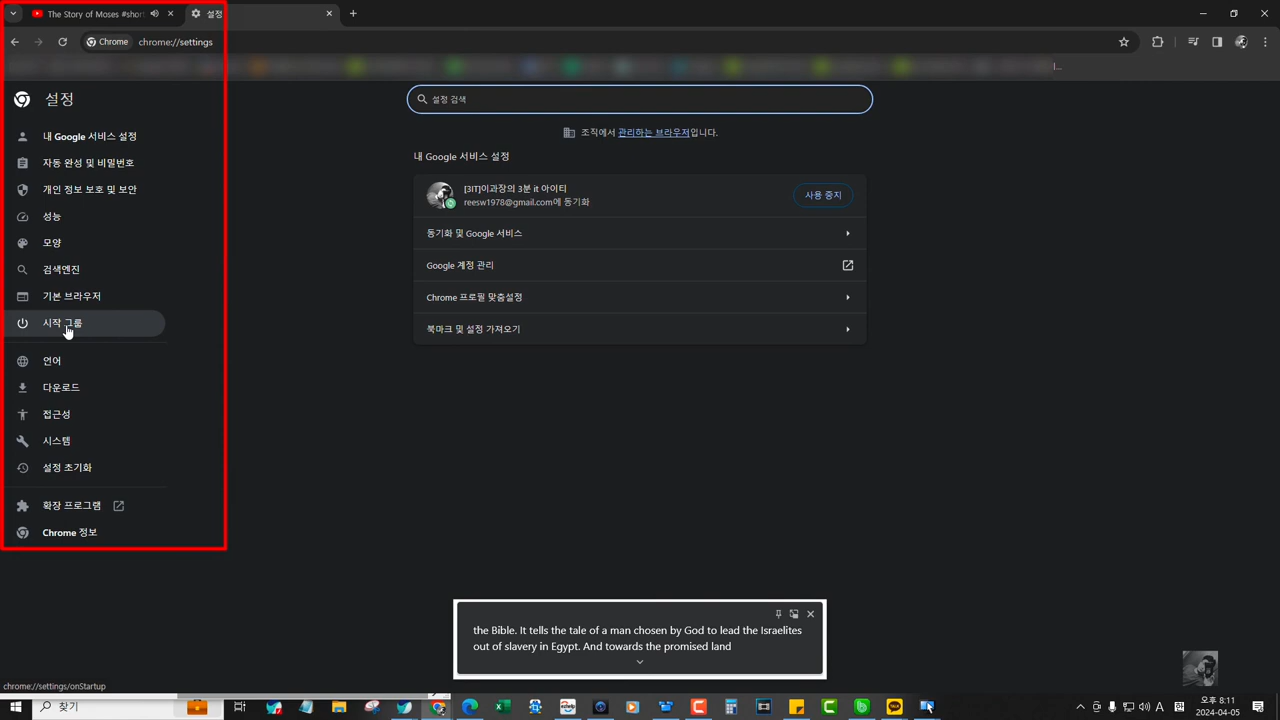 The Story of Moses #short
설정
Chrome
chrome://settings
설정
설정 검색
조직에서 관리하는 브라우저입니다.
내 Google 서비스 설정
자동 완성 및 비밀번호
개인 정보 보호 및 보안
성능
모양
검색엔진
기본 브라우저
시작 그룹
언어
다운로드
접근성
시스템
설정 초기화
확장 프로그램
Chrome 정보
내 Google 서비스 설정
[3IT]이과장의 3분 it 아이티
reesw1978@gmail.com에 동기화
사용 중지
동기화 및 Google 서비스
Google 계정 관리
Chrome 프로필 맞춤설정
북마크 및 설정 가져오기
the Bible. It tells the tale of a man chosen by God to lead the Israelites
out of slavery in Egypt. And towards the promised land
chrome://settings/onStartup
찾기
A
오후 8:11
2024-04-05